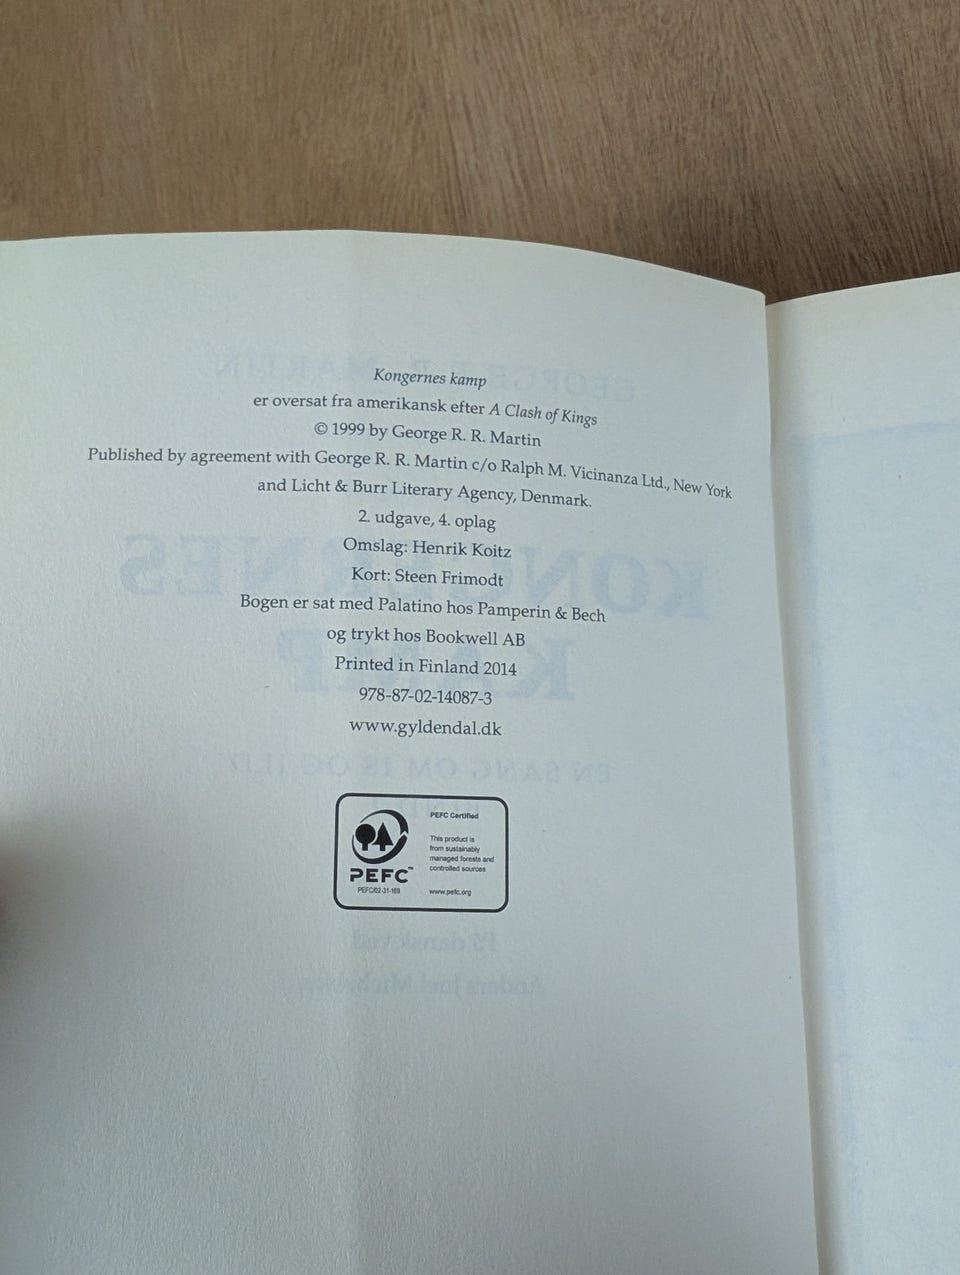 Kongernes kamp
er oversat fra amerikansk efter A Clash of Kings
© 1999 by George R. R. Martin
Published by agreement with George R. R. Martin c/o Ralph M. Vicinanza Ltd., New York
and Licht & Burr Literary Agency, Denmark.
2. udgave, 4. oplag
Omslag: Henrik Koitz
Kort: Steen Frimodt
Bogen er sat med Palatino hos Pamperin & Bech
og trykt hos Bookwell AB
Printed in Finland 2014
978-87-02-14087-3
www.gyldendal.dk
PEFC™
PEFC/02-31-169
PEFC Certified
This product is
from sustainably
managed forests and
controlled sources
www.pefc.org